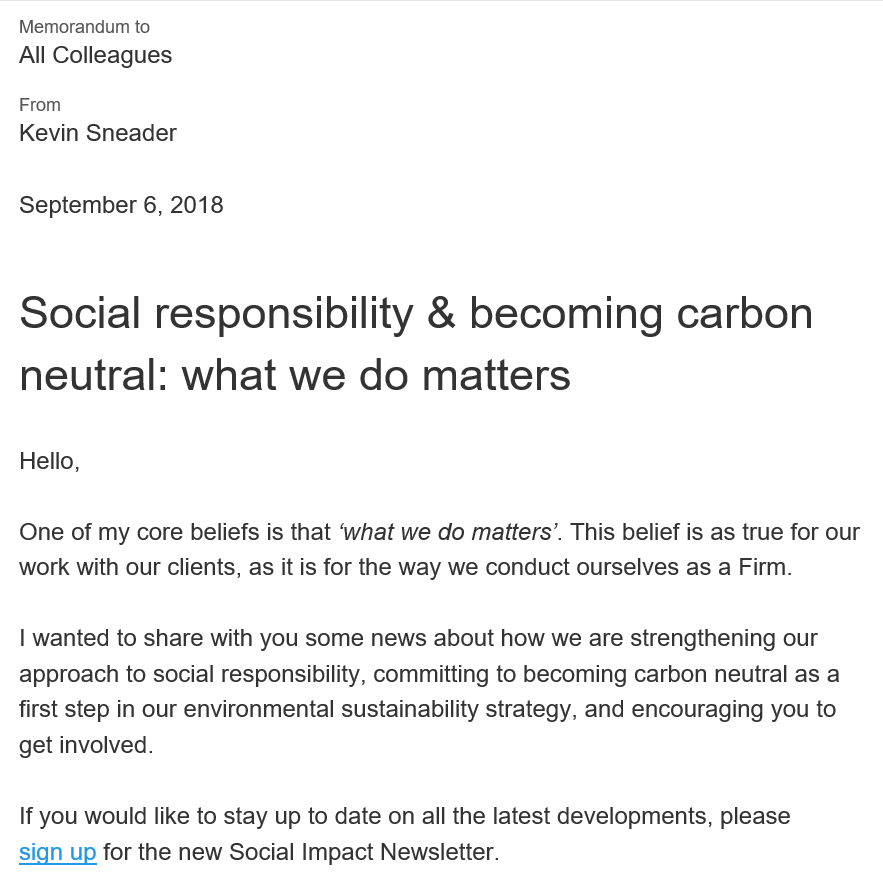 Memorandum to
All Colleagues
From
Kevin Sneader
September 6, 2018
Social responsibility & becoming carbon
neutral: what we do matters
Hello,
One of my core beliefs is that ‘what we do matters’. This belief is as true for our
work with our clients, as it is for the way we conduct ourselves as a Firm.
I wanted to share with you some news about how we are strengthening our
approach to social responsibility, committing to becoming carbon neutral as a
first step in our environmental sustainability strategy, and encouraging you to
get involved.
If you would like to stay up to date on all the latest developments, please
sign up for the new Social Impact Newsletter.